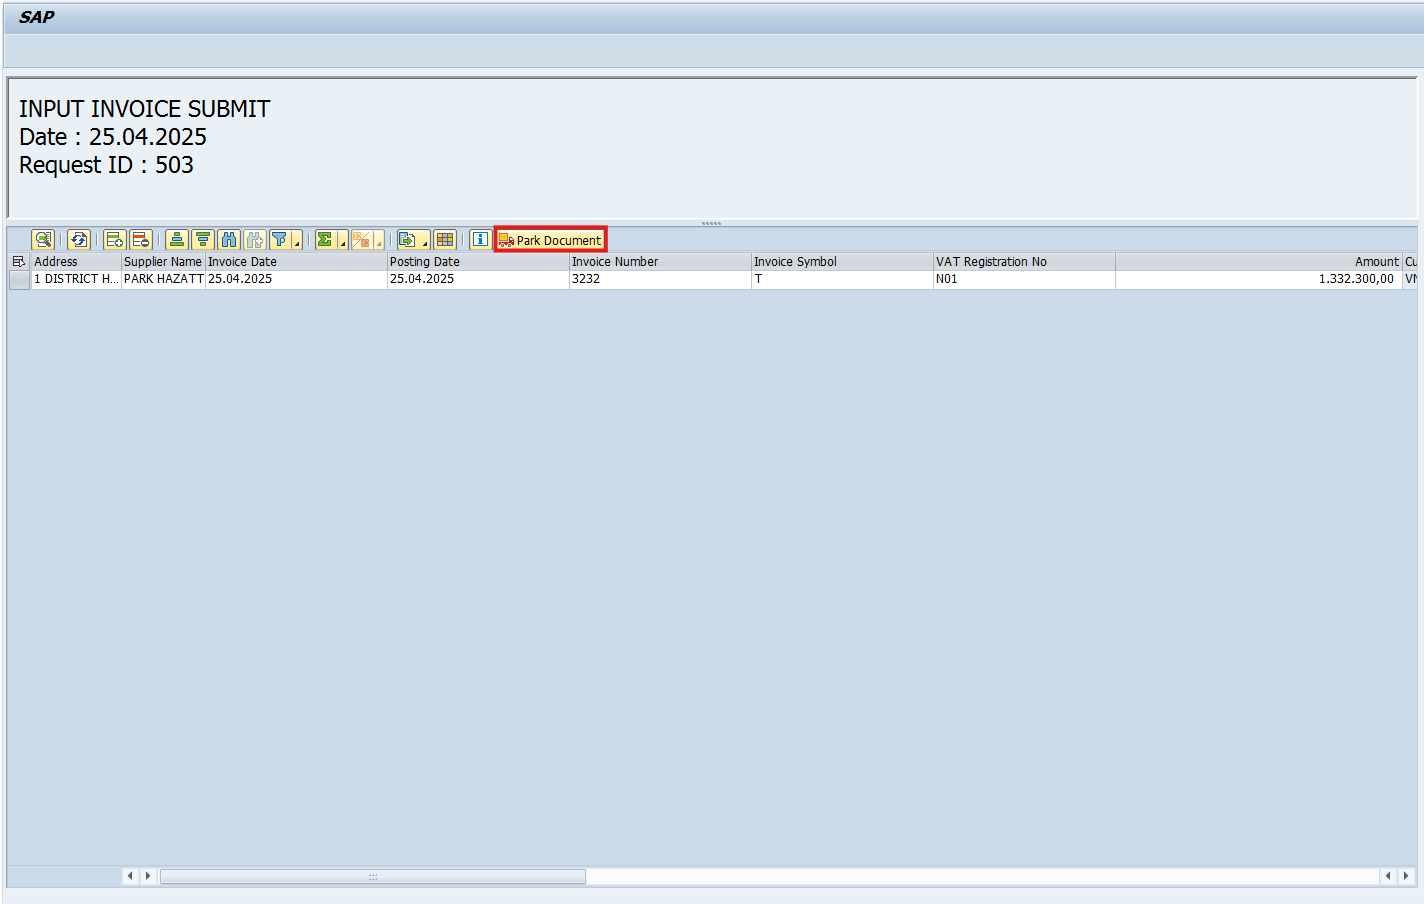 SAP
INPUT INVOICE SUBMIT
Date : 25.04.2025
Request ID : 503
Park Document
Address Supplier Name Invoice Date Posting Date Invoice Number Invoice Symbol VAT Registration No Amount Cu
1 DISTRICT H... PARK HAZATT 25.04.2025 25.04.2025 3232 T N01 1.332.300,00 VN